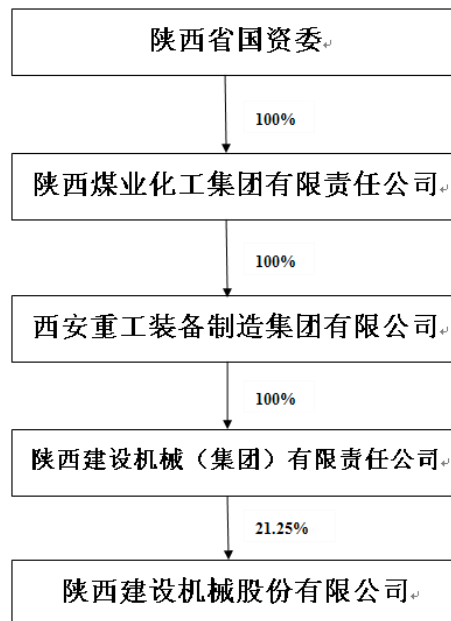 陕西省国资委
100%
陕西煤业化工集团有限责任公司
100%
西安重工装备制造集团有限公司
100%
陕西建设机械（集团）有限责任公司
21.25%
陕西建设机械股份有限公司